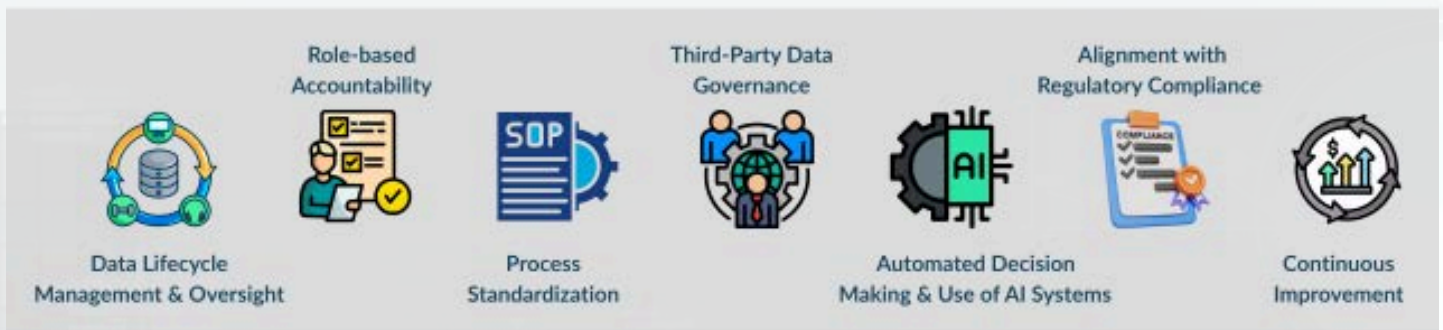 Role-based
Accountability
Third-Party Data
Governance
Alignment with
Regulatory Compliance
SOP
AI
COMPLIANCE
$
Data Lifecycle
Management & Oversight
Process
Standardization
Automated Decision
Making & Use of AI Systems
Continuous
Improvement